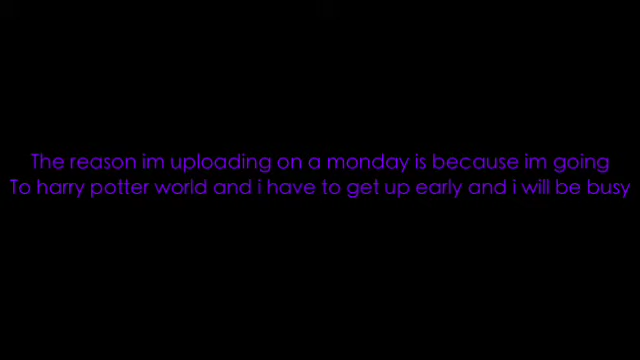 The reason im uploading on a monday is because im going
To harry potter world and i have to get up early and i will be busy